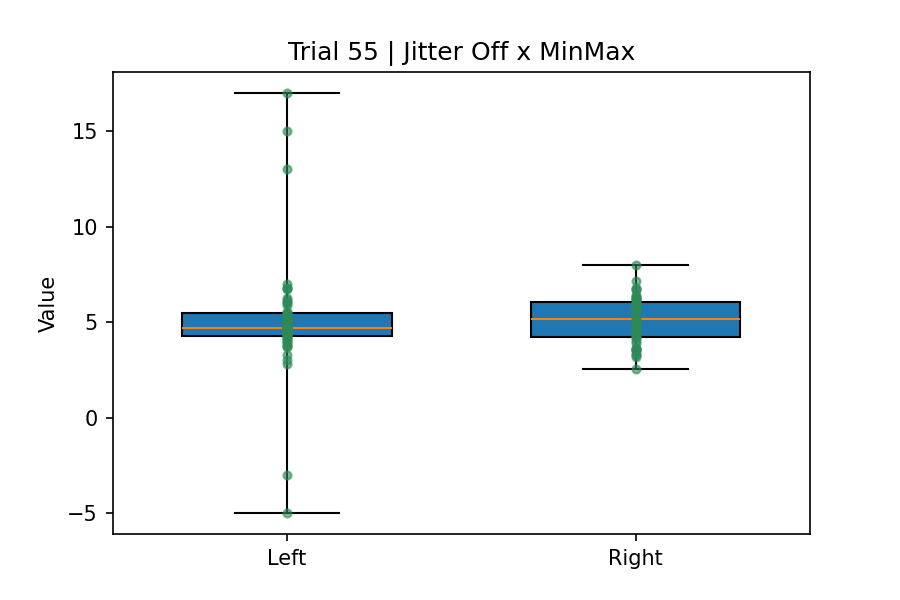 Trial 55 | Jitter Off x MinMax
Value
15
10
5
0
−5
Left
Right